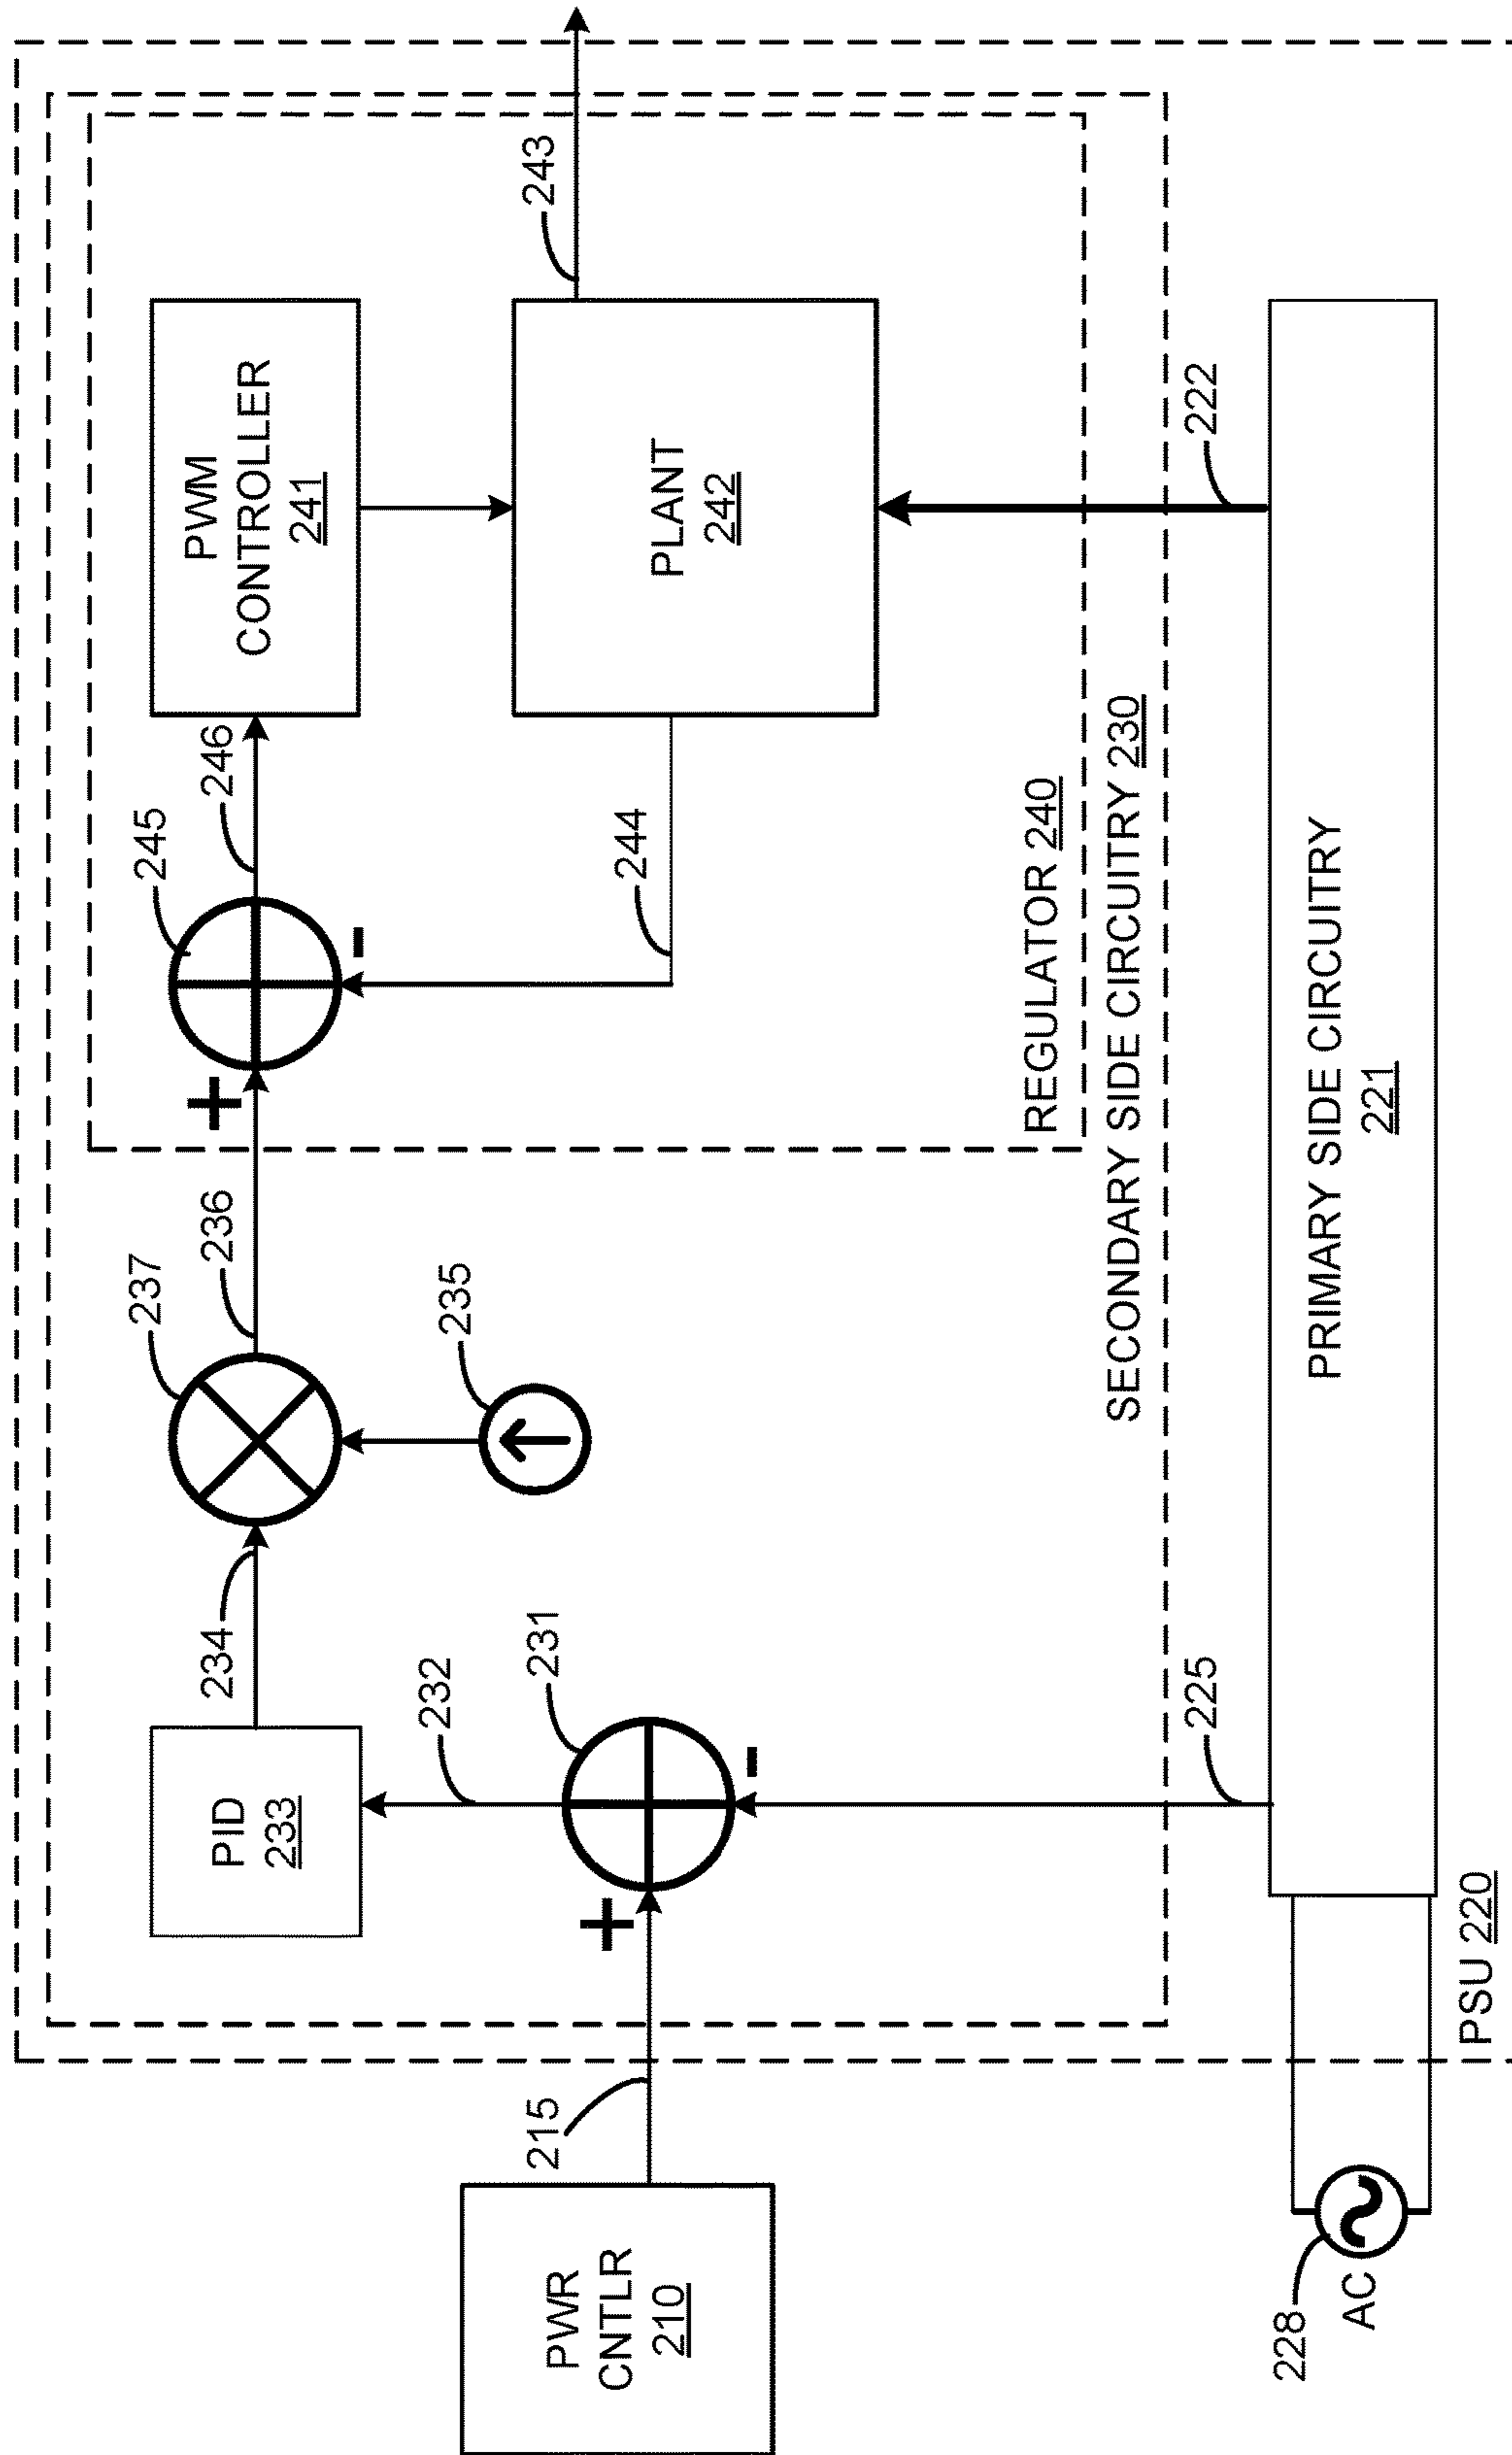 PWR
CNTLR
210
215
228
AC
PSU 220
PID
233
234
232
231
225
237
236
235
245
246
244
PWM
CONTROLLER
241
PLANT
242
243
222
REGULATOR 240
SECONDARY SIDE CIRCUITRY 230
PRIMARY SIDE CIRCUITRY
221
+
-
+
-